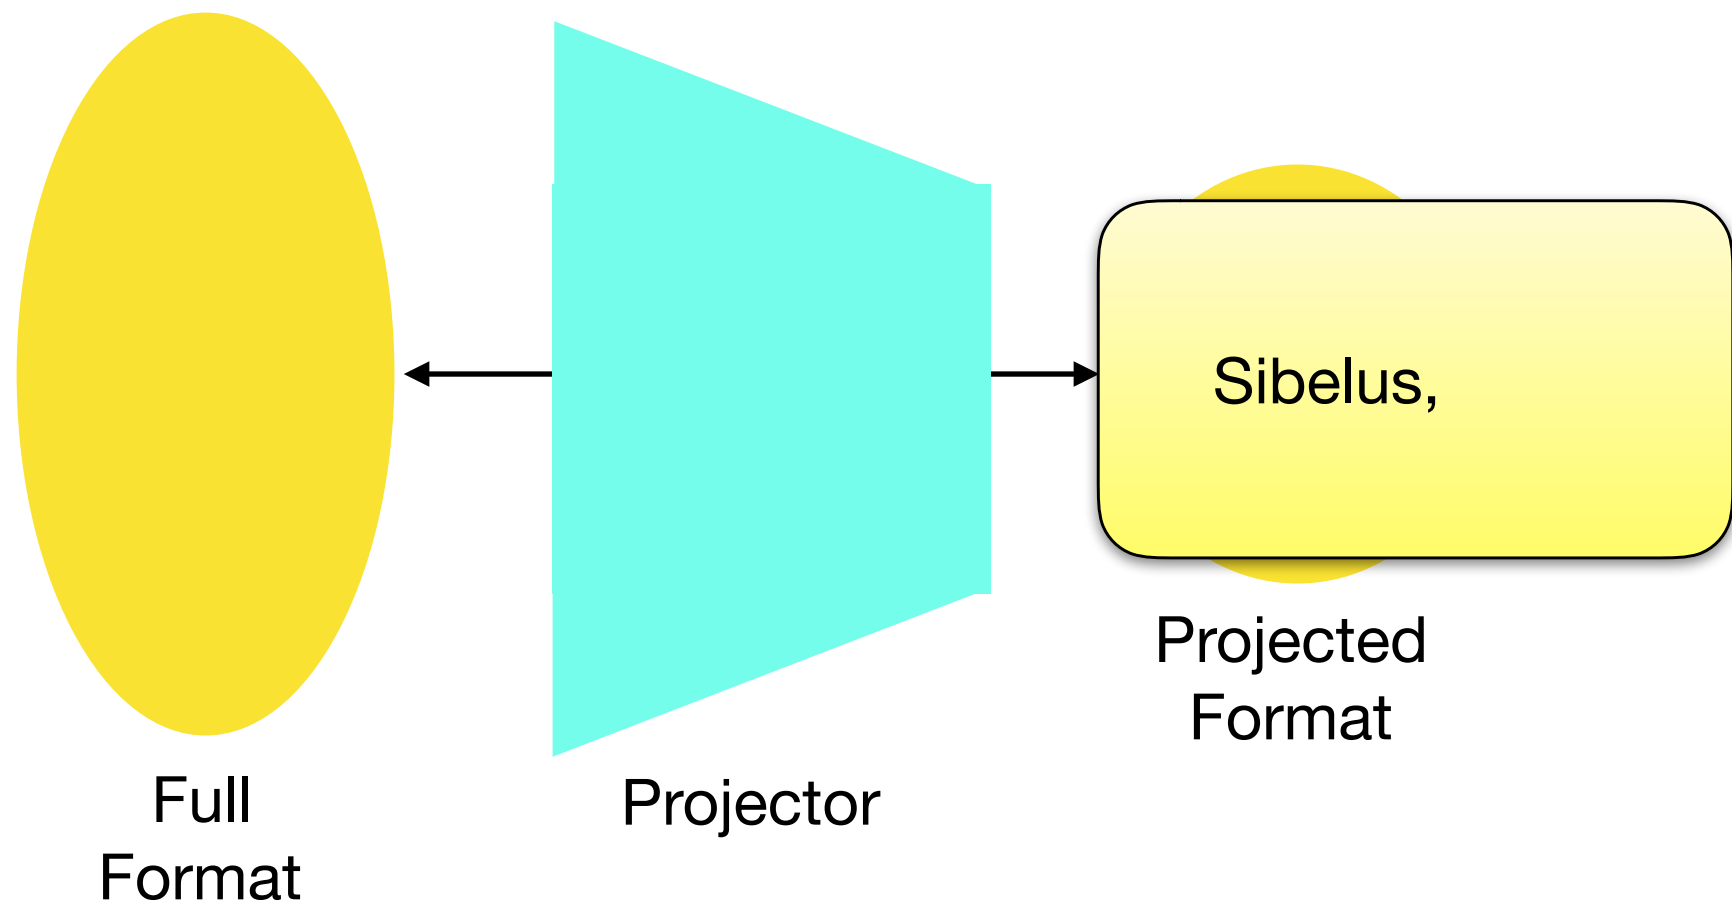 Sibelus,
Projected
Format
Full
Format
Projector